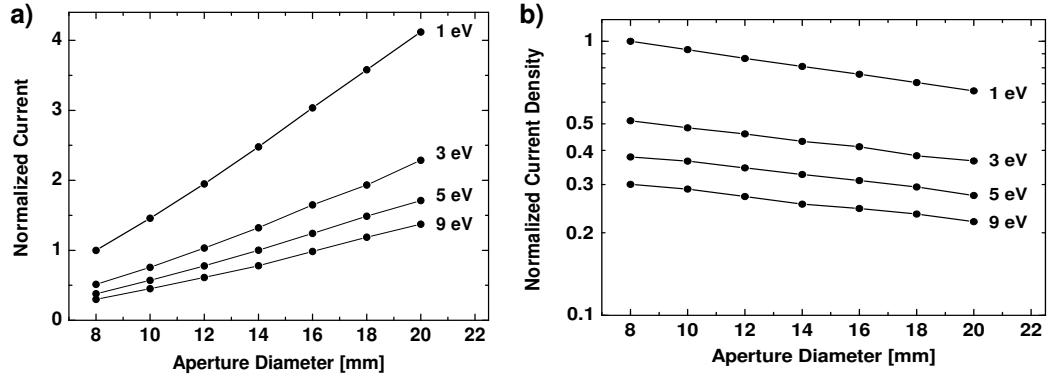 a)
Normalized Current
4
3
2
1
0
1 eV
3 eV
5 eV
9 eV
8 10 12 14 16 18 20 22
Aperture Diameter [mm]
b)
Normalized Current Density
1
0.5
0.4
0.3
0.2
0.1
1 eV
3 eV
5 eV
9 eV
8 10 12 14 16 18 20 22
Aperture Diameter [mm]